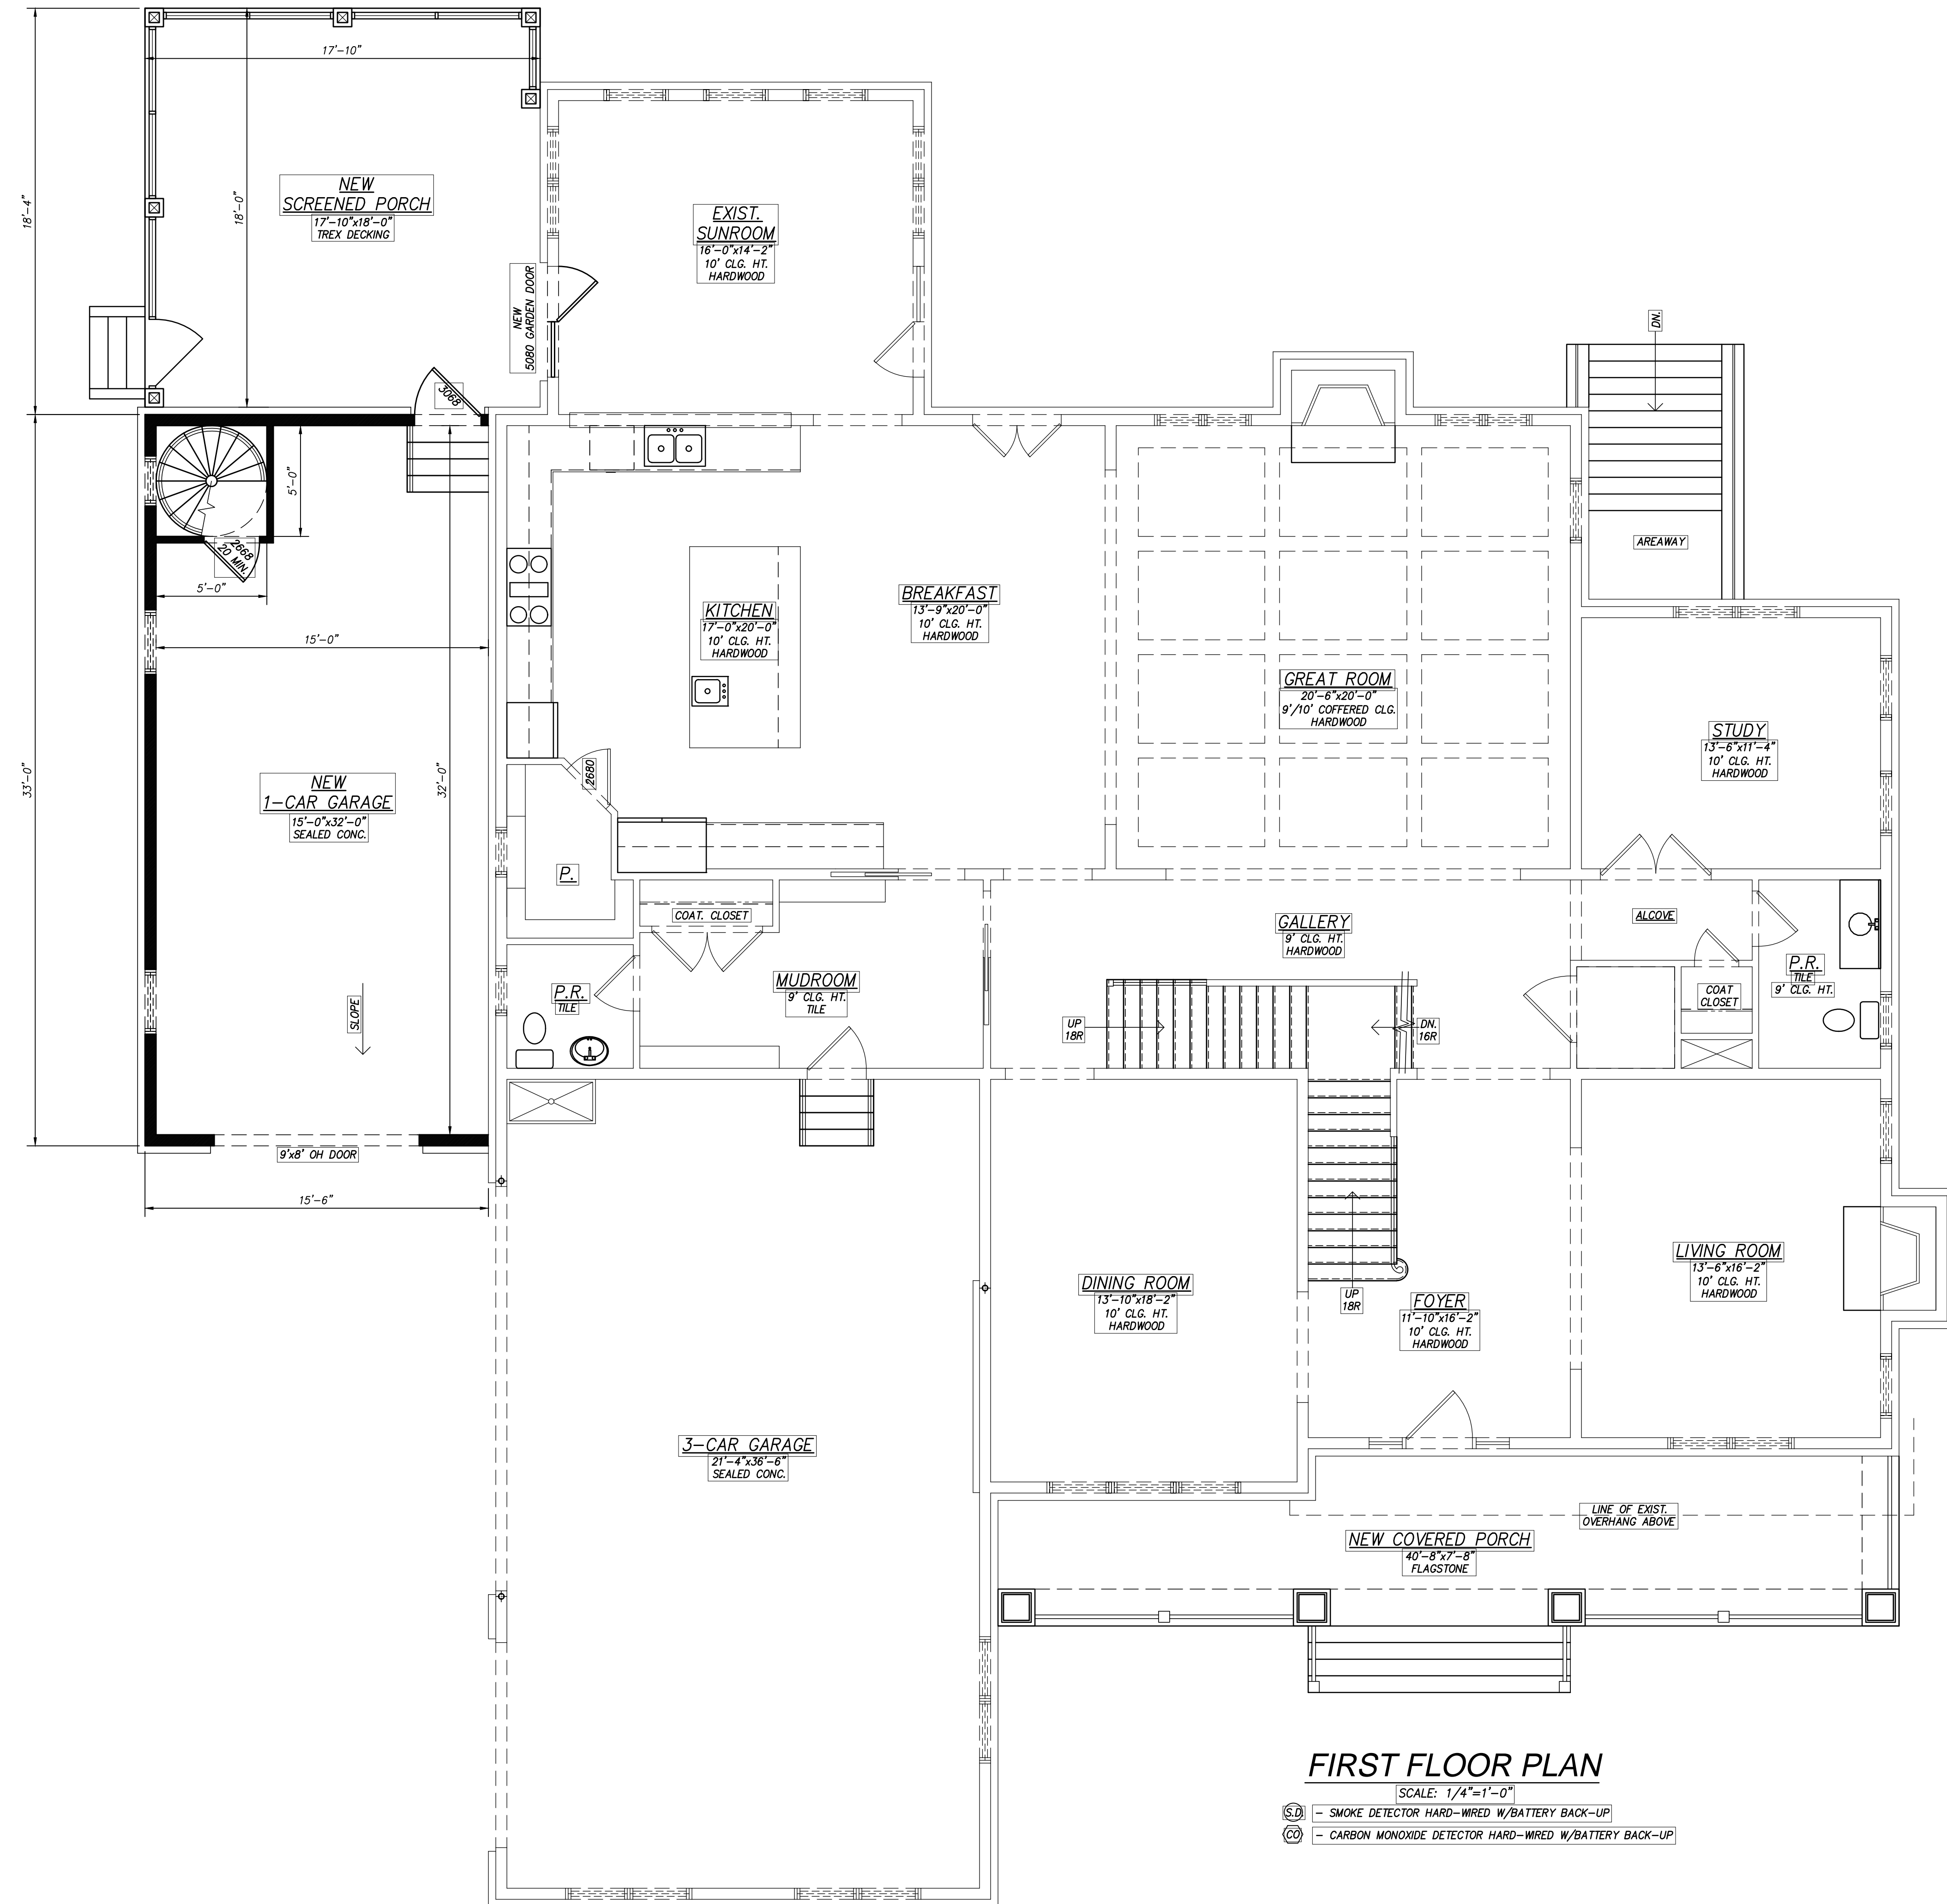 17'-10"
18'-4"
18'-0"
NEW
SCREENED PORCH
17'-10"x18'-0"
TREX DECKING
EXIST.
SUNROOM
16'-0"x14'-2"
10' CLG. HT.
HARDWOOD
NEW
5080 GARDEN DOOR
3068
DN.
AREAWAY
5'-0"
2668
20 MIN.
5'-0"
15'-0"
33'-0"
32'-0"
NEW
1-CAR GARAGE
15'-0"x32'-0"
SEALED CONC.
SLOPE
9'x8' OH DOOR
15'-6"
KITCHEN
17'-0"x20'-0"
10' CLG. HT.
HARDWOOD
BREAKFAST
13'-9"x20'-0"
10' CLG. HT.
HARDWOOD
GREAT ROOM
20'-6"x20'-0"
9'/10' COFFERED CLG.
HARDWOOD
STUDY
13'-6"x11'-4"
10' CLG. HT.
HARDWOOD
2680
P.
COAT. CLOSET
GALLERY
9' CLG. HT.
HARDWOOD
ALCOVE
P.R.
TILE
MUDROOM
9' CLG. HT.
TILE
UP
18R
DN.
16R
COAT
CLOSET
P.R.
TILE
9' CLG. HT.
DINING ROOM
13'-10"x18'-2"
10' CLG. HT.
HARDWOOD
UP
18R
FOYER
11'-10"x16'-2"
10' CLG. HT.
HARDWOOD
LIVING ROOM
13'-6"x16'-2"
10' CLG. HT.
HARDWOOD
3-CAR GARAGE
21'-4"x36'-6"
SEALED CONC.
LINE OF EXIST.
OVERHANG ABOVE
NEW COVERED PORCH
40'-8"x7'-8"
FLAGSTONE
FIRST FLOOR PLAN
SCALE: 1/4"=1'-0"
S.D. - SMOKE DETECTOR HARD-WIRED W/BATTERY BACK-UP
CO - CARBON MONOXIDE DETECTOR HARD-WIRED W/BATTERY BACK-UP